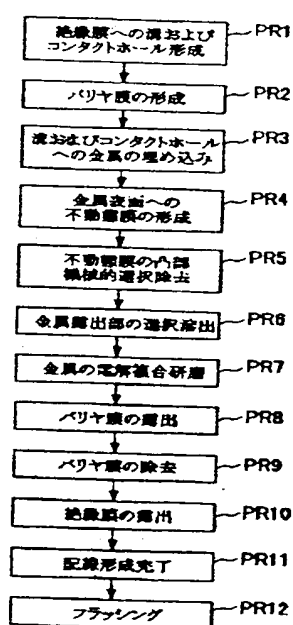 絶縁膜への溝および
コンタクトホール形成
PR1
バリヤ膜の形成
PR2
溝およびコンタクトホール
への金属の埋め込み
PR3
金属表面への
不動態膜の形成
PR4
不動態膜の凸部
機械的選択除去
PR5
金属露出部の選択溶出
PR6
金属の電解複合研磨
PR7
バリヤ膜の露出
PR8
バリヤ膜の除去
PR9
絶縁膜の露出
PR10
配線形成完了
PR11
フラッシング
PR12